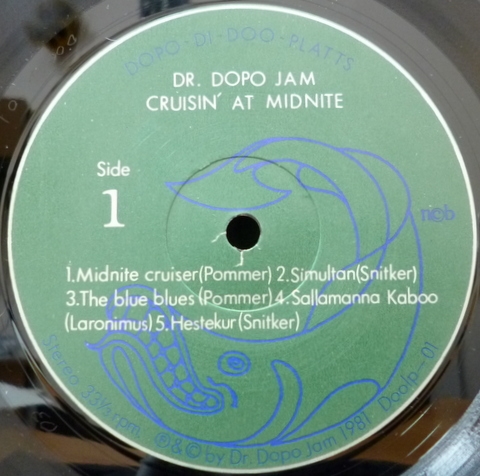 DOPO-DI-DOO-PLATTS
DR. DOPO JAM
CRUISIN' AT MIDNITE
Side
1
n©b
1.Midnite cruiser(Pommer) 2.Simultan(Snitker)
3.The blue blues (Pommer) 4.Sallamanna Kaboo
(Laronimus) 5.Hestekur(Snitker)
Stereo 33⅓ rpm. ℗ & © by Dr. Dopo Jam 1981 Doolp-01